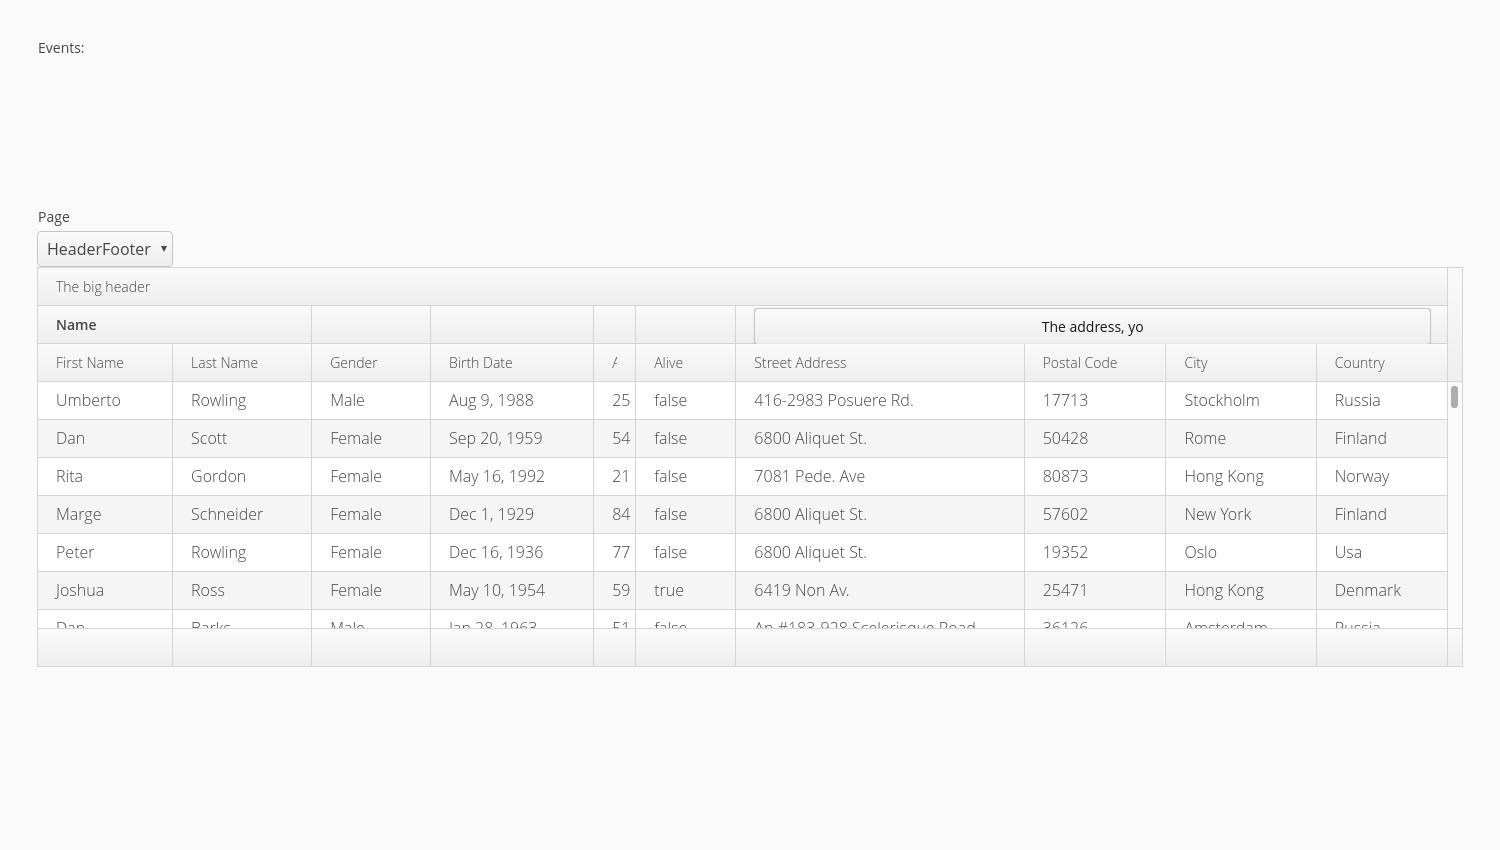 Events:
Page
HeaderFooter
The big header
Name The address, yo
First Name Last Name Gender Birth Date Alive Street Address Postal Code City Country
Umberto Rowling Male Aug 9, 1988 25 false 416-2983 Posuere Rd. 17713 Stockholm Russia
Dan Scott Female Sep 20, 1959 54 false 6800 Aliquet St. 50428 Rome Finland
Rita Gordon Female May 16, 1992 21 false 7081 Pede. Ave 80873 Hong Kong Norway
Marge Schneider Female Dec 1, 1929 84 false 6800 Aliquet St. 57602 New York Finland
Peter Rowling Female Dec 16, 1936 77 false 6800 Aliquet St. 19352 Oslo Usa
Joshua Ross Female May 10, 1954 59 true 6419 Non Av. 25471 Hong Kong Denmark
Dan Barks Male Jan 28, 1963 51 false Ap #183-928 Scelerisque Road 36126 Amsterdam Russia